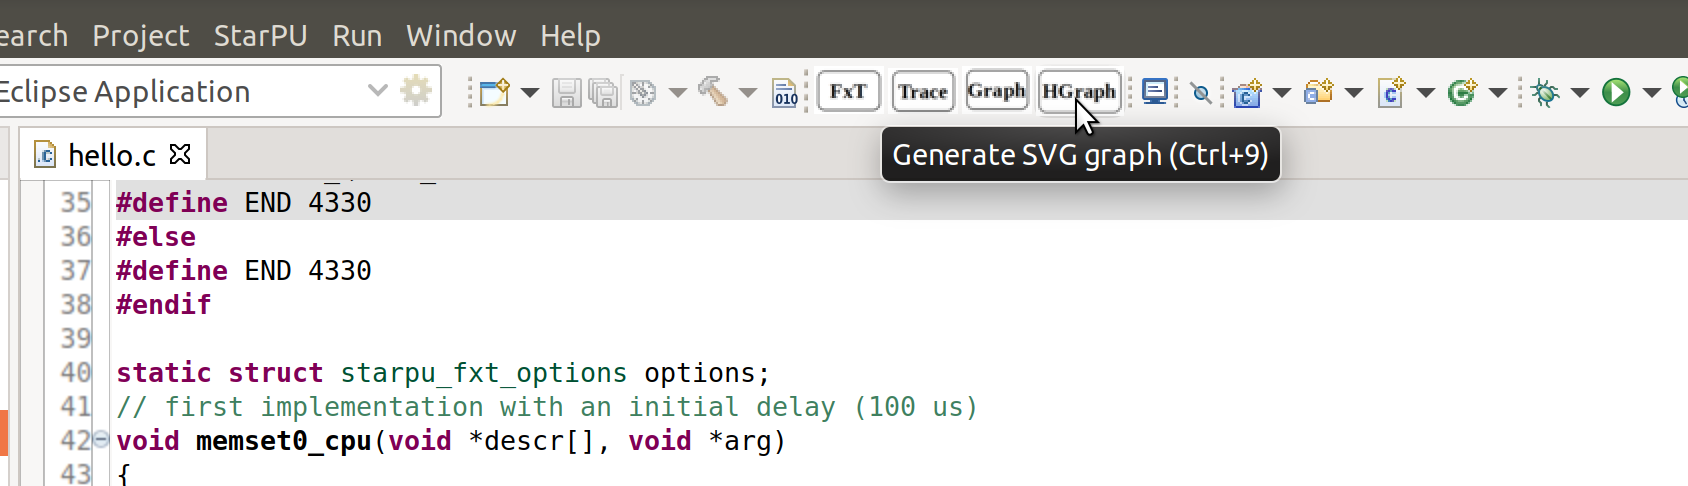 earch Project StarPU Run Window Help
Eclipse Application
010 FxT Trace Graph HGraph
Generate SVG graph (Ctrl+9)
hello.c
35 #define END 4330
36 #else
37 #define END 4330
38 #endif
39
40 static struct starpu_fxt_options options;
41 // first implementation with an initial delay (100 us)
42 void memset0_cpu(void *descr[], void *arg)
43 {